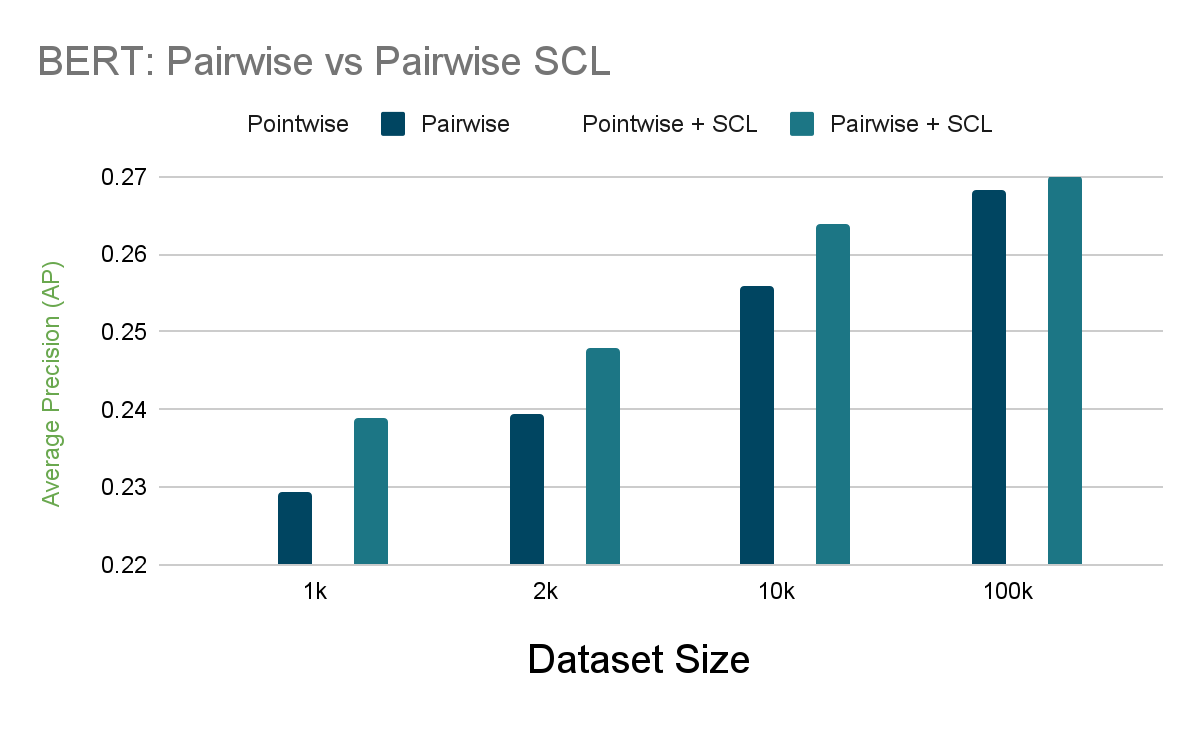 BERT: Pairwise vs Pairwise SCL
Pointwise Pairwise Pointwise + SCL Pairwise + SCL
0.27
0.26
0.25
0.24
0.23
0.22
Average Precision (AP)
1k 2k 10k 100k
Dataset Size